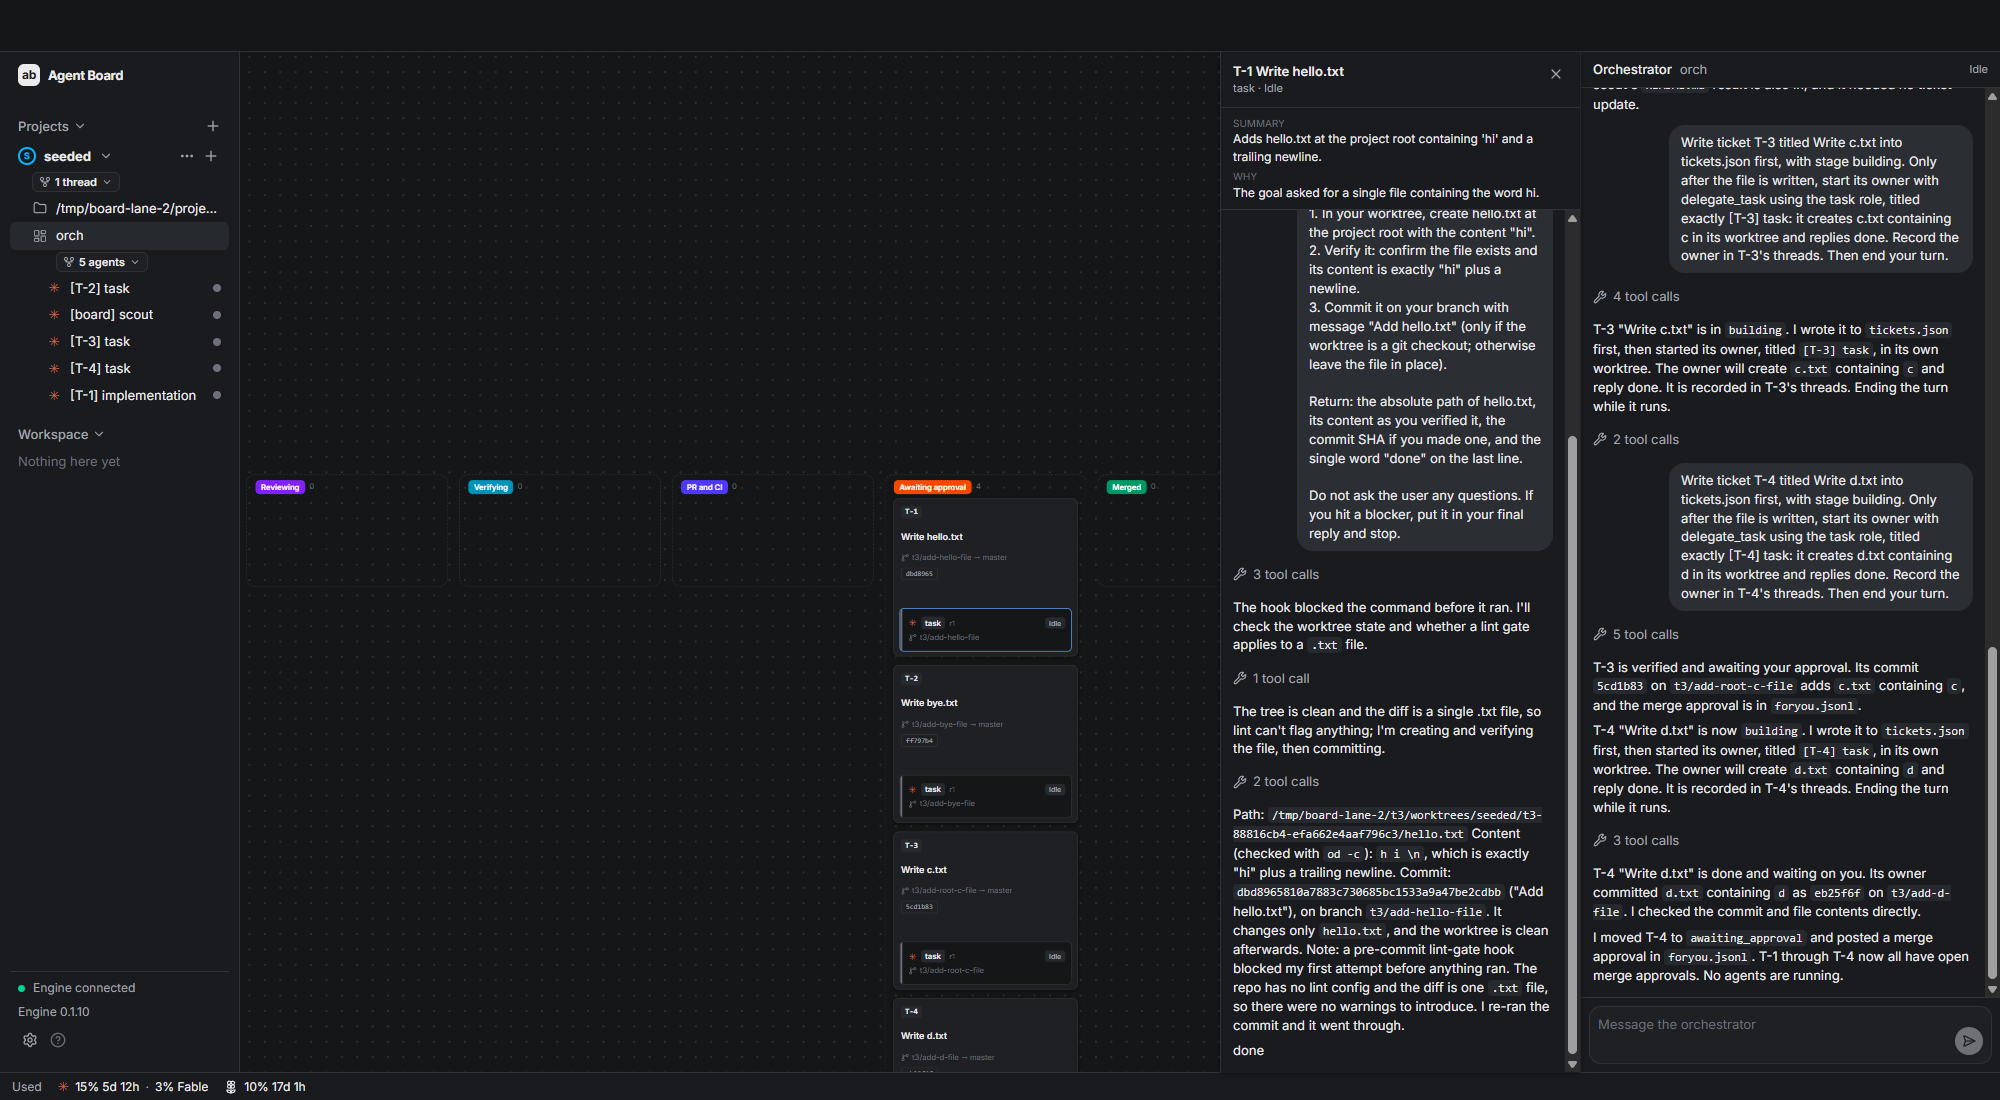 ab Agent Board
Projects
S seeded
1 thread
/tmp/board-lane-2/proje...
orch
5 agents
[T-2] task
[board] scout
[T-3] task
[T-4] task
[T-1] implementation
Workspace
Nothing here yet
Engine connected
Engine 0.1.10
Used 15% 5d 12h · 3% Fable 10% 17d 1h
Reviewing 0
Verifying 0
PR and CI 0
Awaiting approval 4
Merged 0
T-1
Write hello.txt
t3/add-hello-file → master
dbd8965
task r1 Idle
t3/add-hello-file
T-2
Write bye.txt
t3/add-bye-file → master
ff797b4
task r1 Idle
t3/add-bye-file
T-3
Write c.txt
t3/add-root-c-file → master
5cd1b83
task r1 Idle
t3/add-root-c-file
T-4
Write d.txt
t3/add-d-file → master
T-1 Write hello.txt
task · Idle
SUMMARY
Adds hello.txt at the project root containing 'hi' and a
trailing newline.
WHY
The goal asked for a single file containing the word hi.
1. In your worktree, create hello.txt at
the project root with the content "hi".
2. Verify it: confirm the file exists and
its content is exactly "hi" plus a
newline.
3. Commit it on your branch with
message "Add hello.txt" (only if the
worktree is a git checkout; otherwise
leave the file in place).
Return: the absolute path of hello.txt,
its content as you verified it, the
commit SHA if you made one, and the
single word "done" on the last line.
Do not ask the user any questions. If
you hit a blocker, put it in your final
reply and stop.
3 tool calls
The hook blocked the command before it ran. I'll
check the worktree state and whether a lint gate
applies to a .txt file.
1 tool call
The tree is clean and the diff is a single .txt file, so
lint can't flag anything; I'm creating and verifying
the file, then committing.
2 tool calls
Path: /tmp/board-lane-2/t3/worktrees/seeded/t3-
88816cb4-efa662e4aaf796c3/hello.txt Content
(checked with od -c ): h i \n , which is exactly
"hi" plus a trailing newline. Commit:
dbd8965810a7883c730685bc1533a9a47be2cdbb ("Add
hello.txt"), on branch t3/add-hello-file . It
changes only hello.txt , and the worktree is clean
afterwards. Note: a pre-commit lint-gate hook
blocked my first attempt before anything ran. The
repo has no lint config and the diff is one .txt file,
so there were no warnings to introduce. I re-ran the
commit and it went through.
done
Orchestrator orch Idle
update.
Write ticket T-3 titled Write c.txt into
tickets.json first, with stage building. Only
after the file is written, start its owner with
delegate_task using the task role, titled
exactly [T-3] task: it creates c.txt containing
c in its worktree and replies done. Record the
owner in T-3's threads. Then end your turn.
4 tool calls
T-3 "Write c.txt" is in building . I wrote it to tickets.json
first, then started its owner, titled [T-3] task , in its own
worktree. The owner will create c.txt containing c and
reply done. It is recorded in T-3's threads. Ending the turn
while it runs.
2 tool calls
Write ticket T-4 titled Write d.txt into
tickets.json first, with stage building. Only
after the file is written, start its owner with
delegate_task using the task role, titled
exactly [T-4] task: it creates d.txt containing
d in its worktree and replies done. Record the
owner in T-4's threads. Then end your turn.
5 tool calls
T-3 is verified and awaiting your approval. Its commit
5cd1b83 on t3/add-root-c-file adds c.txt containing c ,
and the merge approval is in foryou.jsonl .
T-4 "Write d.txt" is now building . I wrote it to tickets.json
first, then started its owner, titled [T-4] task , in its own
worktree. The owner will create d.txt containing d and
reply done. It is recorded in T-4's threads. Ending the turn
while it runs.
3 tool calls
T-4 "Write d.txt" is done and waiting on you. Its owner
committed d.txt containing d as eb25f6f on t3/add-d-
file . I checked the commit and file contents directly.
I moved T-4 to awaiting_approval and posted a merge
approval in foryou.jsonl . T-1 through T-4 now all have open
merge approvals. No agents are running.
Message the orchestrator